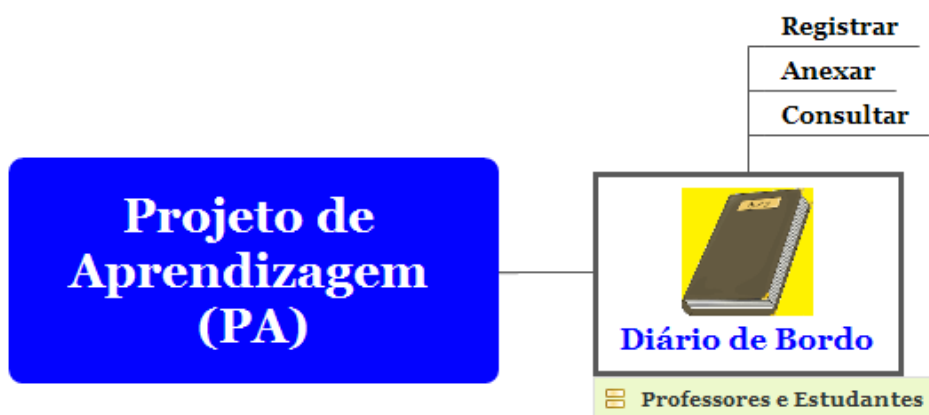 Registrar
Anexar
Consultar
Projeto de
Aprendizagem
(PA)
Diário de Bordo
Professores e Estudantes